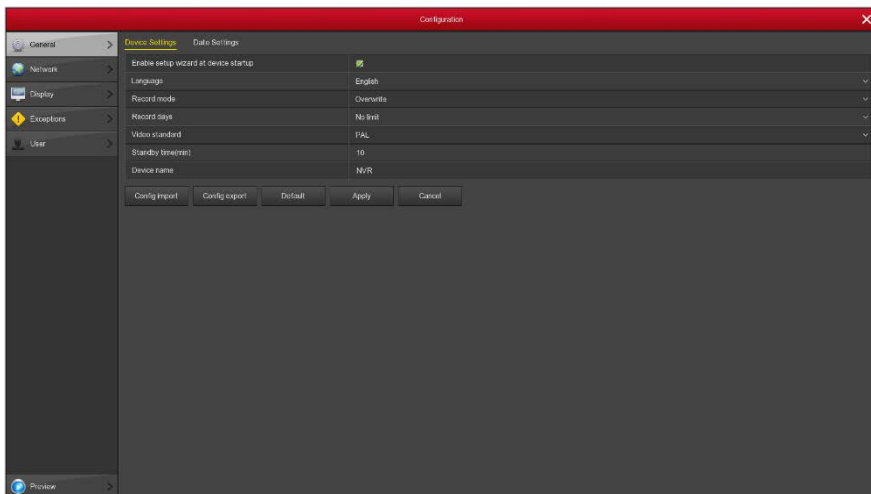 Configuration
General
Network
Display
Exceptions
User
Preview
Device Settings Date Settings
Enable setup wizard at device startup
Language English
Record mode Overwrite
Record days No limit
Video standard PAL
Standby time(min) 10
Device name NVR
Config import Config export Default Apply Cancel